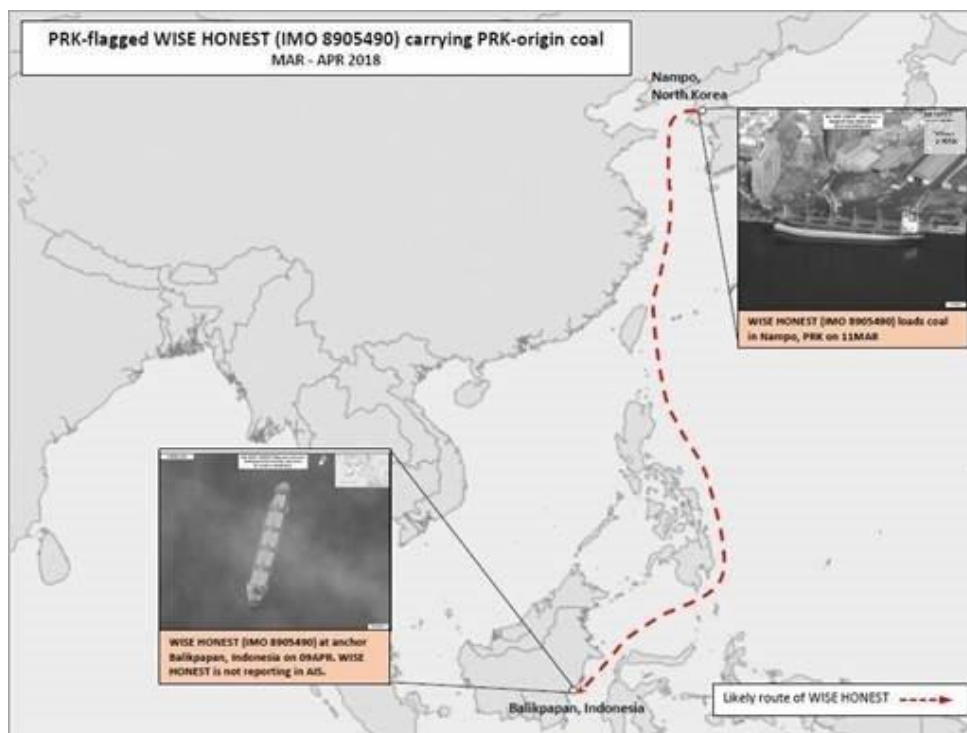 PRK-flagged WISE HONEST (IMO 8905490) carrying PRK-origin coal
MAR - APR 2018
Nampo,
North Korea
WISE HONEST (IMO 8905490) loads coal
in Nampo, PRK on 11MAR
WISE HONEST (IMO 8905490) at anchor
Balikpapan, Indonesia on 09APR. WISE
HONEST is not reporting in AIS.
Balikpapan, Indonesia
Likely route of WISE HONEST